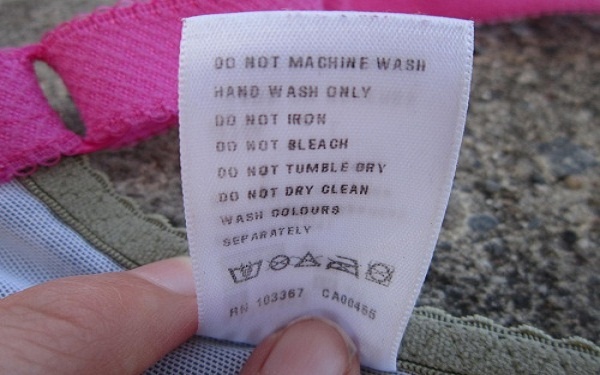 DO NOT MACHINE WASH
HAND WASH ONLY
DO NOT IRON
DO NOT BLEACH
DO NOT TUMBLE DRY
DO NOT DRY CLEAN
WASH COLOURS
SEPARATELY
RN 103367 CA00455